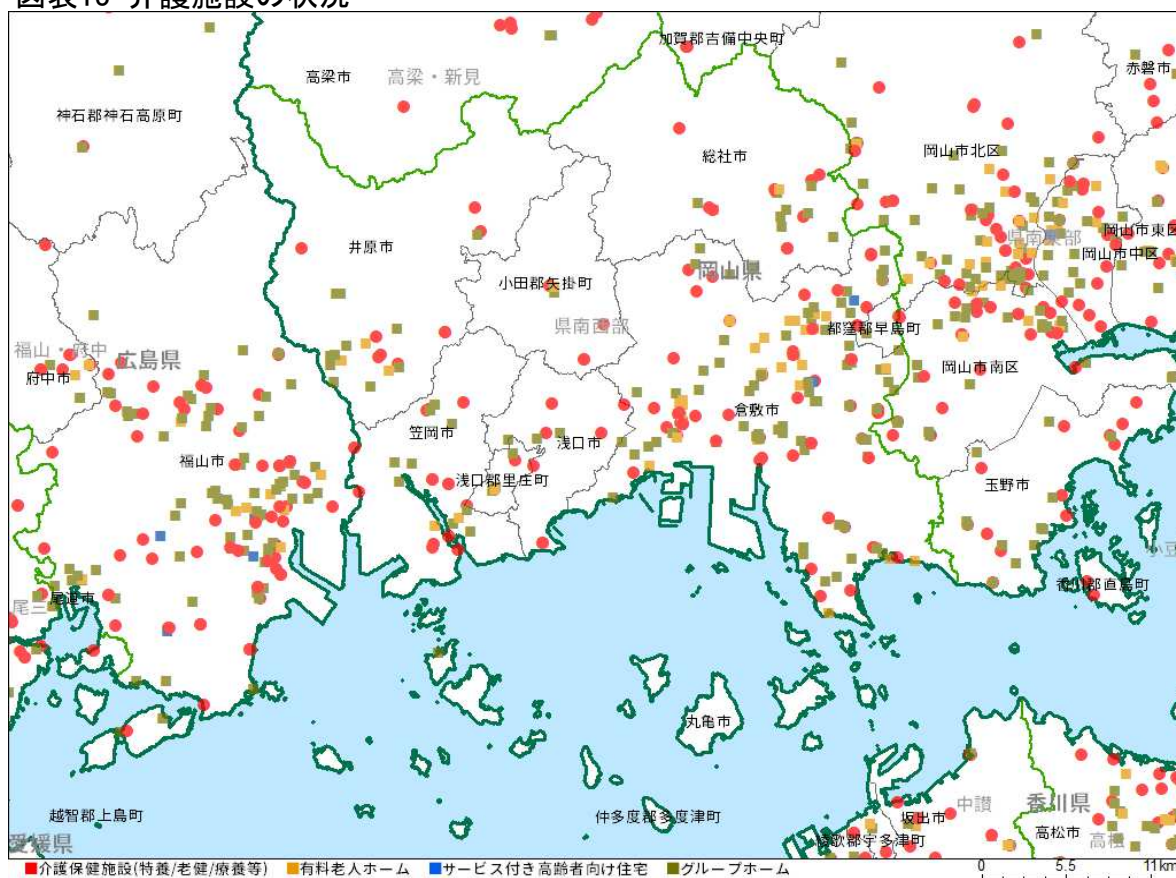 図表16 介護施設の状況
加賀郡吉備中央町
高梁市
高梁・新見
赤磐市
神石郡神石高原町
総社市
岡山市北区
岡山市東区
県南東部
井原市
岡山市中区
岡山県
小田郡矢掛町
県南西部
都窪郡早島町
福山・府中
広島県
府中市
岡山市南区
倉敷市
笠岡市
浅口市
福山市
浅口郡里庄町
玉野市
尾道市
香川郡直島町
尾三
丸亀市
越智郡上島町
仲多度郡多度津町
中讃
香川県
坂出市
高松市
綾歌郡宇多津町
高松
愛媛県
介護保健施設(特養/老健/療養等)
有料老人ホーム
サービス付き高齢者向け住宅
グループホーム
0 5.5 11km